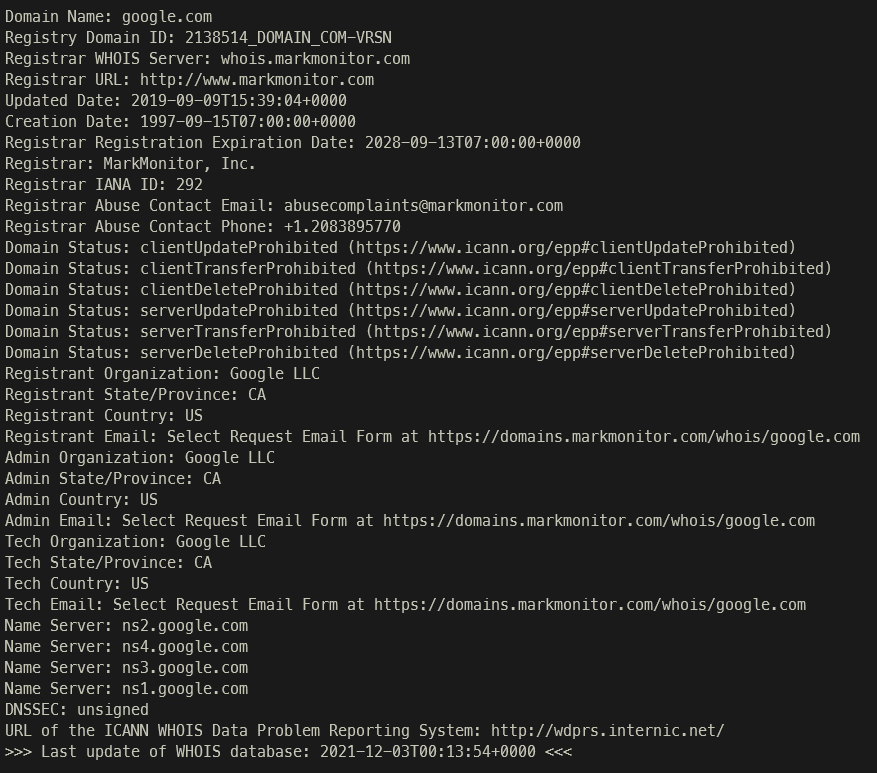 Domain Name: google.com
Registry Domain ID: 2138514_DOMAIN_COM-VRSN
Registrar WHOIS Server: whois.markmonitor.com
Registrar URL: http://www.markmonitor.com
Updated Date: 2019-09-09T15:39:04+0000
Creation Date: 1997-09-15T07:00:00+0000
Registrar Registration Expiration Date: 2028-09-13T07:00:00+0000
Registrar: MarkMonitor, Inc.
Registrar IANA ID: 292
Registrar Abuse Contact Email: abusecomplaints@markmonitor.com
Registrar Abuse Contact Phone: +1.2083895770
Domain Status: clientUpdateProhibited (https://www.icann.org/epp#clientUpdateProhibited)
Domain Status: clientTransferProhibited (https://www.icann.org/epp#clientTransferProhibited)
Domain Status: clientDeleteProhibited (https://www.icann.org/epp#clientDeleteProhibited)
Domain Status: serverUpdateProhibited (https://www.icann.org/epp#serverUpdateProhibited)
Domain Status: serverTransferProhibited (https://www.icann.org/epp#serverTransferProhibited)
Domain Status: serverDeleteProhibited (https://www.icann.org/epp#serverDeleteProhibited)
Registrant Organization: Google LLC
Registrant State/Province: CA
Registrant Country: US
Registrant Email: Select Request Email Form at https://domains.markmonitor.com/whois/google.com
Admin Organization: Google LLC
Admin State/Province: CA
Admin Country: US
Admin Email: Select Request Email Form at https://domains.markmonitor.com/whois/google.com
Tech Organization: Google LLC
Tech State/Province: CA
Tech Country: US
Tech Email: Select Request Email Form at https://domains.markmonitor.com/whois/google.com
Name Server: ns2.google.com
Name Server: ns4.google.com
Name Server: ns3.google.com
Name Server: ns1.google.com
DNSSEC: unsigned
URL of the ICANN WHOIS Data Problem Reporting System: http://wdprs.internic.net/
>>> Last update of WHOIS database: 2021-12-03T00:13:54+0000 <<<